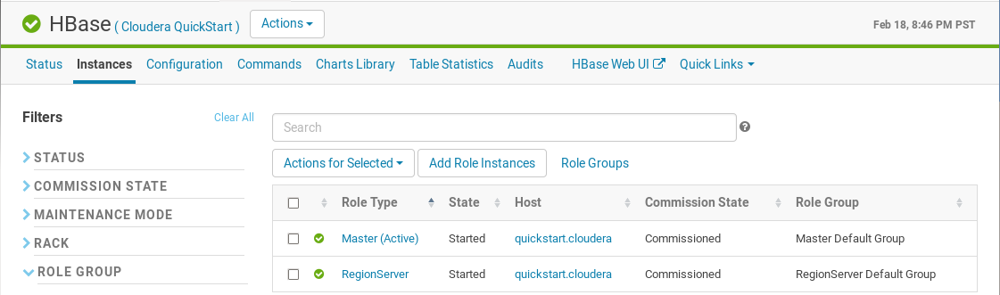 HBase ( Cloudera QuickStart ) Actions Feb 18, 8:46 PM PST
Status Instances Configuration Commands Charts Library Table Statistics Audits HBase Web UI Quick Links
Filters Clear All
Search ?
STATUS
Actions for Selected Add Role Instances Role Groups
COMMISSION STATE
MAINTENANCE MODE
RACK
ROLE GROUP
Role Type State Host Commission State Role Group
Master (Active) Started quickstart.cloudera Commissioned Master Default Group
RegionServer Started quickstart.cloudera Commissioned RegionServer Default Group